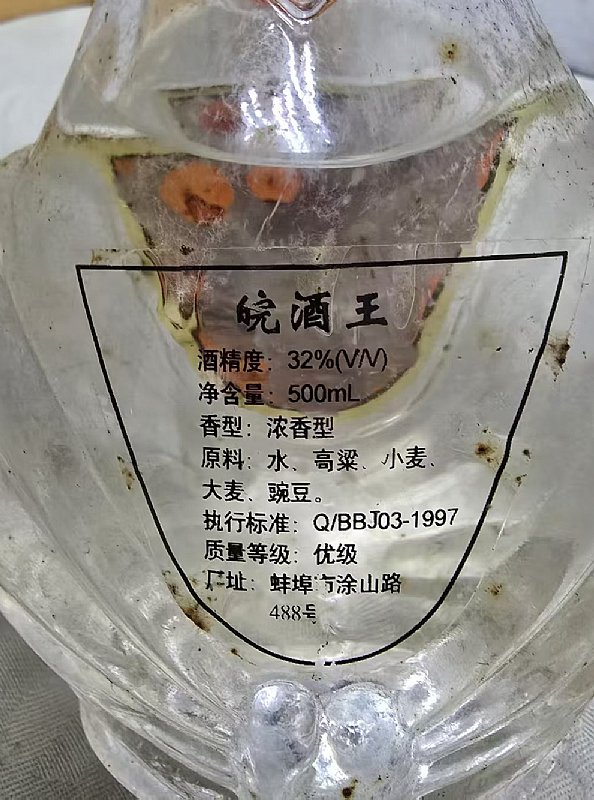 皖酒王
酒精度：32%(V/V)
净含量：500mL
香型：浓香型
原料：水、高粱、小麦、
大麦、豌豆。
执行标准：Q/BBJ03-1997
质量等级：优级
厂址：蚌埠市涂山路
488号